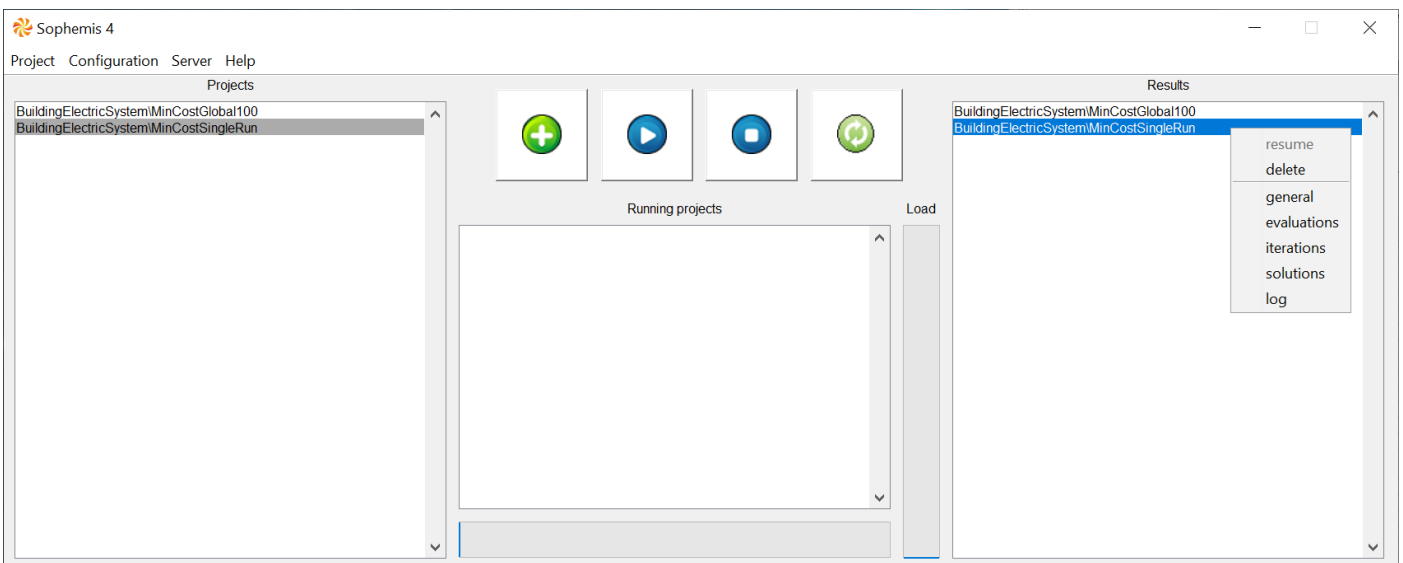 Sophemis 4
Project Configuration Server Help
Projects
BuildingElectricSystem\MinCostGlobal100
BuildingElectricSystem\MinCostSingleRun
Running projects
Load
Results
BuildingElectricSystem\MinCostGlobal100
BuildingElectricSystem\MinCostSingleRun
resume
delete
general
evaluations
iterations
solutions
log